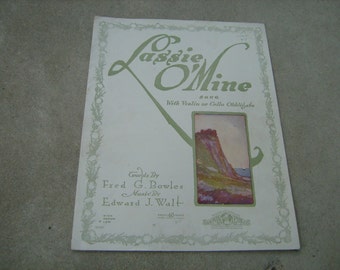 Lassie
O'Mine
SONG
With Violin or Cello Obbligato
Words By
Fred G. Bowles
Music By
Edward J. Walt